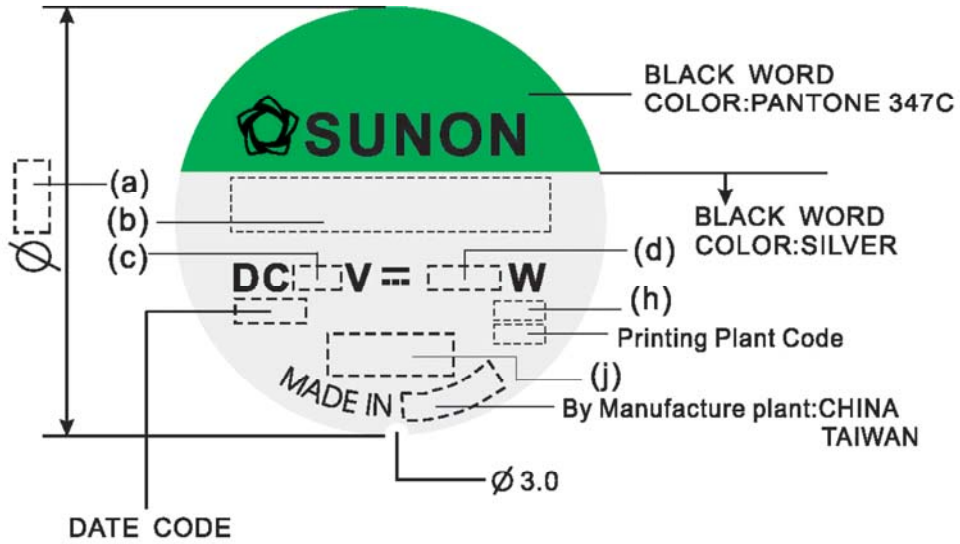 BLACK WORD
COLOR:PANTONE 347C
SUNON
(a)
(b)
(c)
BLACK WORD
COLOR:SILVER
(d)
DC V W
(h)
Printing Plant Code
(j)
MADE IN
By Manufacture plant:CHINA
TAIWAN
Ø
Ø 3.0
DATE CODE